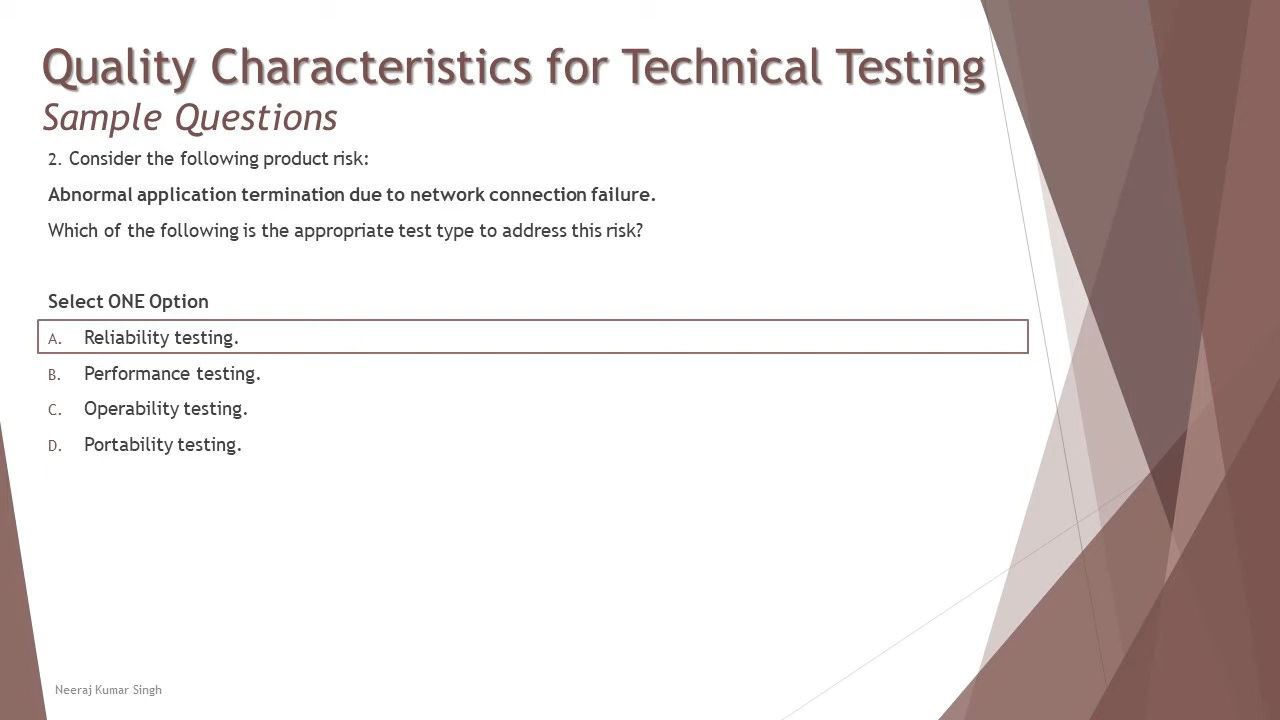 Quality Characteristics for Technical Testing
Sample Questions
2. Consider the following product risk:
Abnormal application termination due to network connection failure.
Which of the following is the appropriate test type to address this risk?
Select ONE Option
A. Reliability testing.
B. Performance testing.
C. Operability testing.
D. Portability testing.
Neeraj Kumar Singh